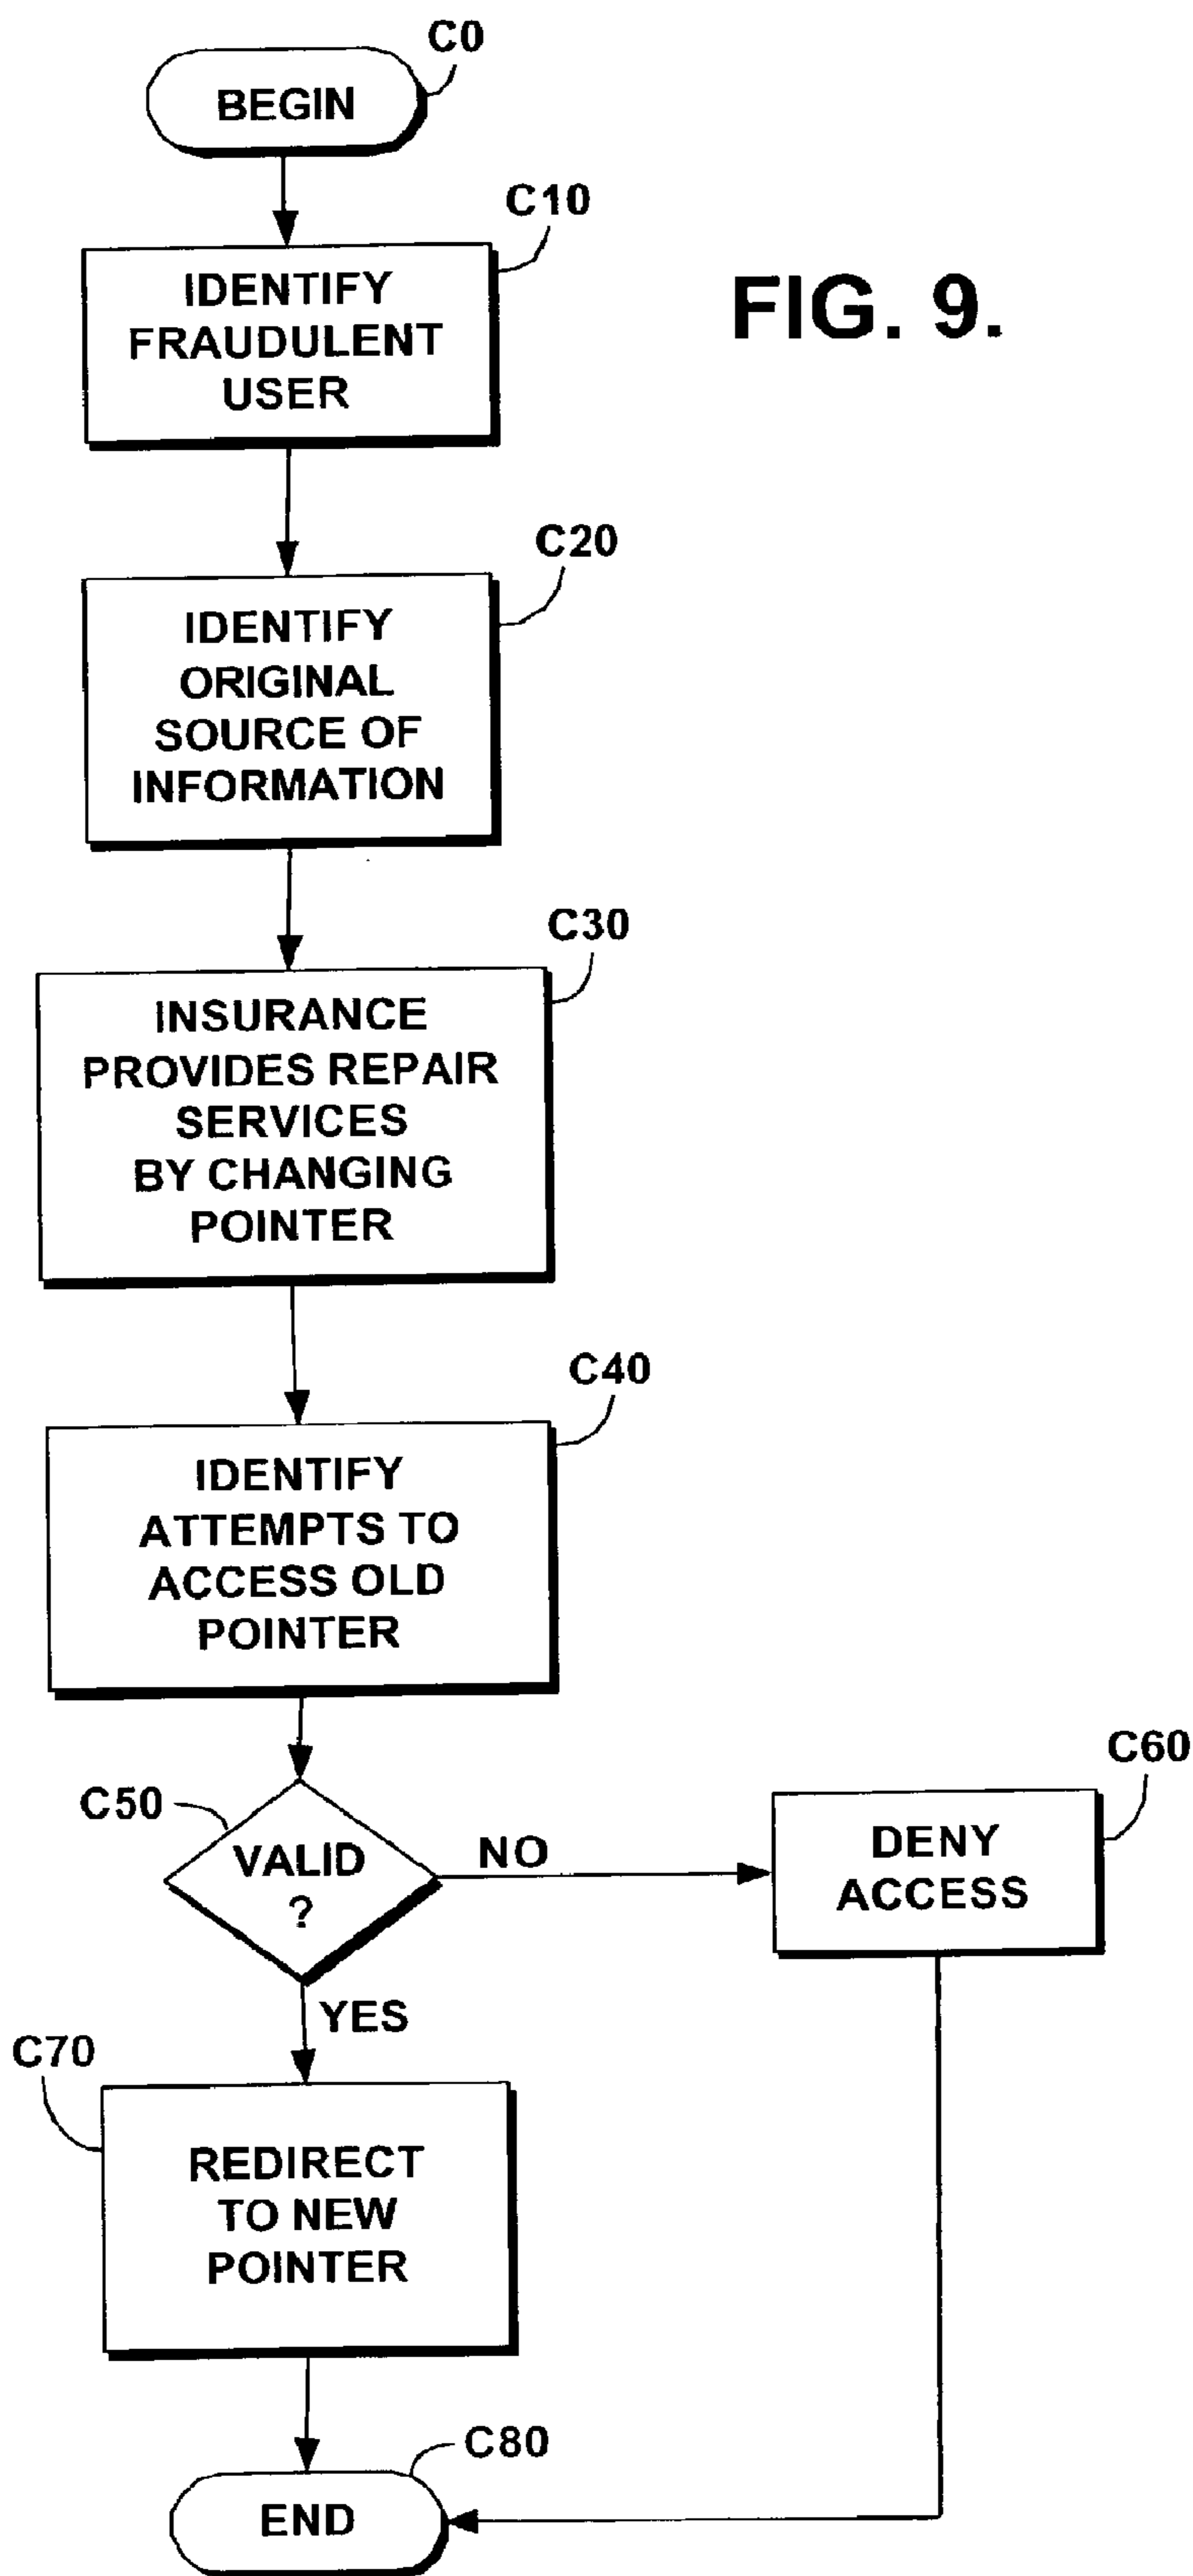 C0
BEGIN
C10
IDENTIFY
FRAUDULENT
USER
FIG. 9.
C20
IDENTIFY
ORIGINAL
SOURCE OF
INFORMATION
C30
INSURANCE
PROVIDES REPAIR
SERVICES
BY CHANGING
POINTER
C40
IDENTIFY
ATTEMPTS TO
ACCESS OLD
POINTER
C50
VALID
?
NO
C60
DENY
ACCESS
YES
C70
REDIRECT
TO NEW
POINTER
C80
END